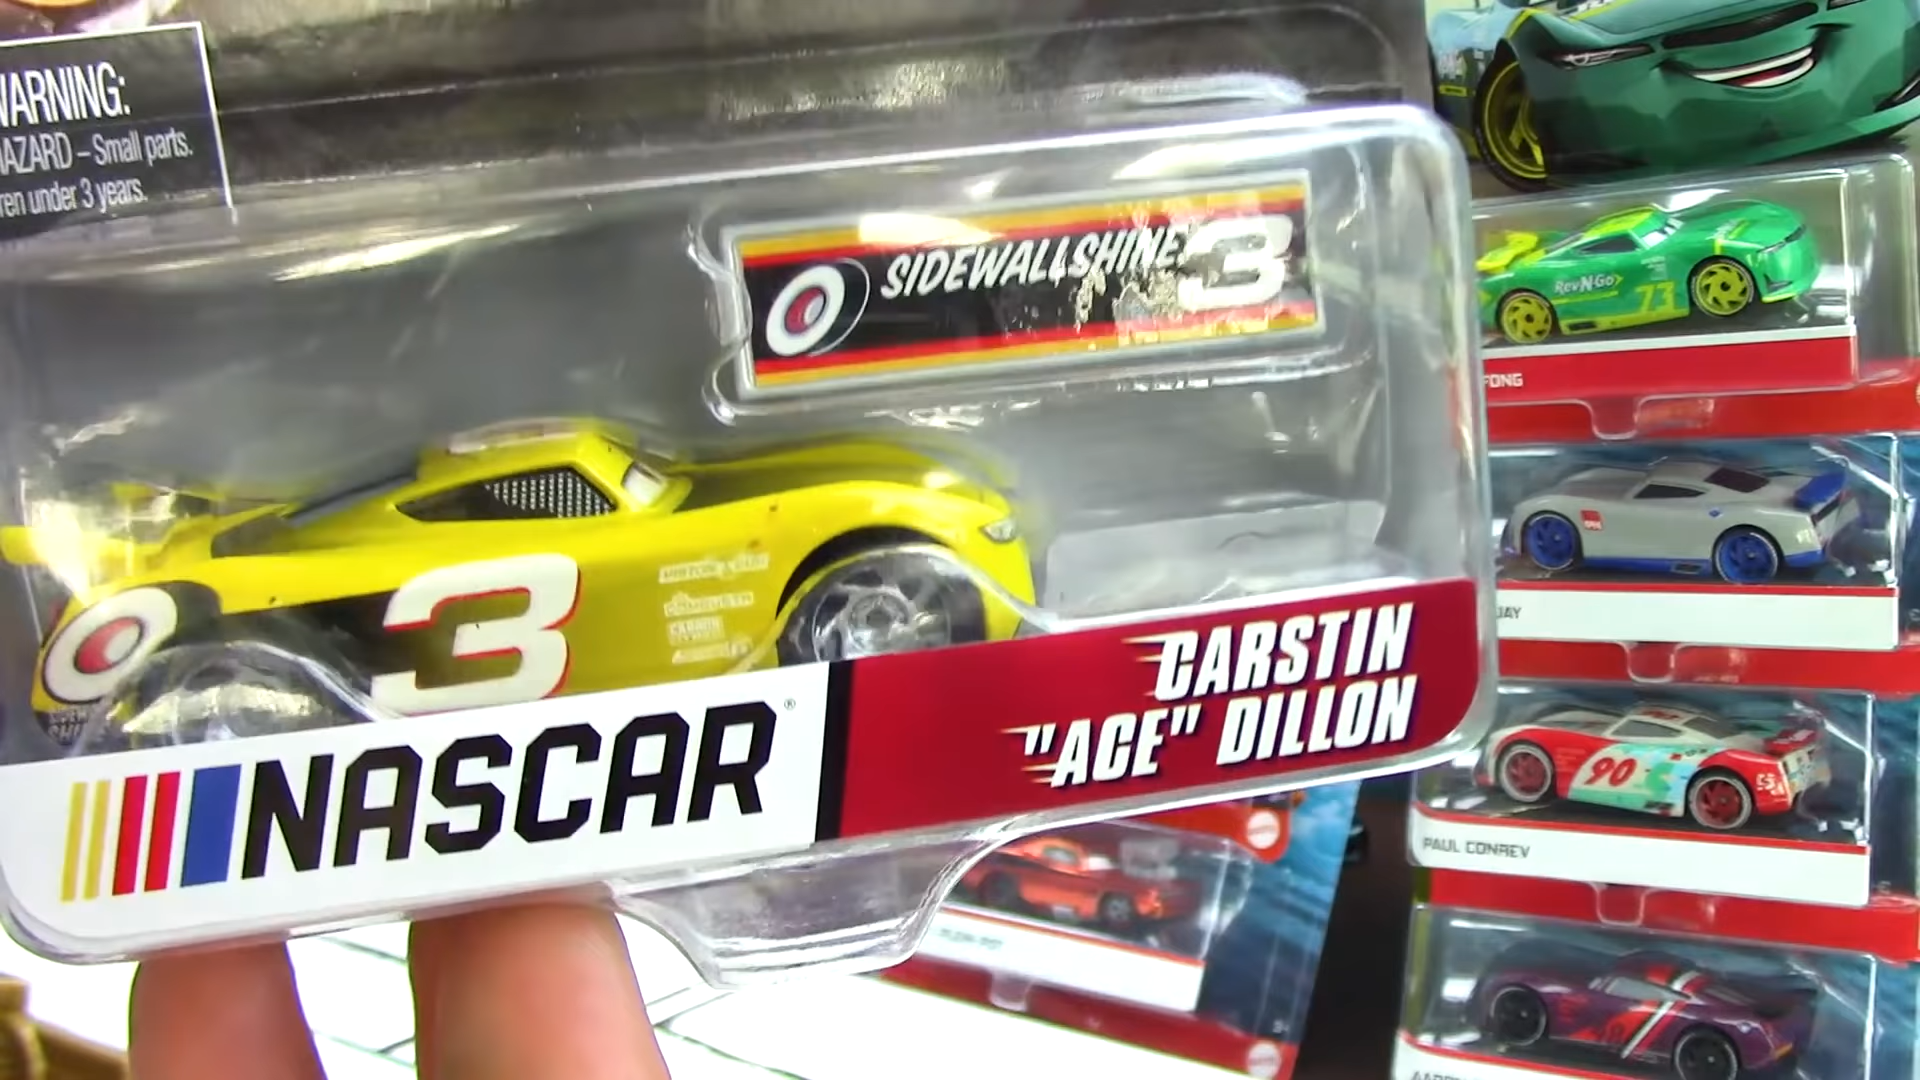 WARNING:
HAZARD – Small parts.
ren under 3 years.
SIDEWALLSHINE
3
3
NASCAR®
CARSTIN
"ACE" DILLON
RevNGo
73
FONG
JAY
90
PAUL CONREV